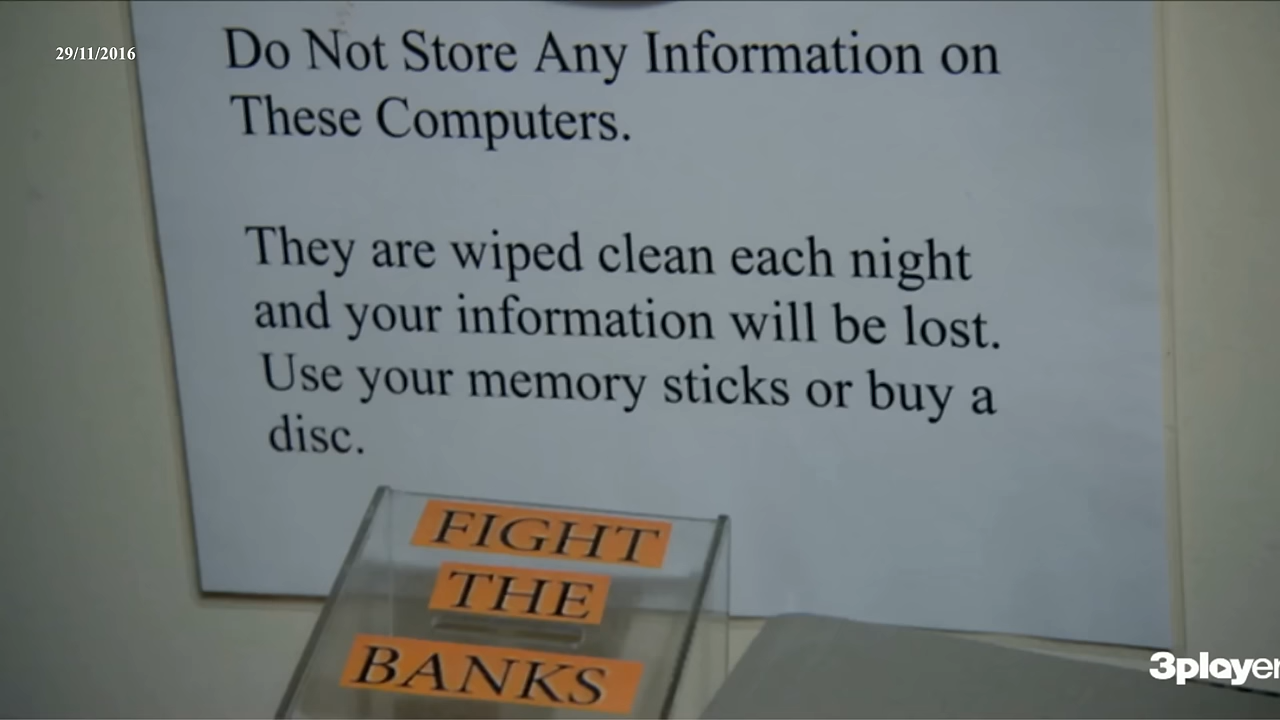 29/11/2016
Do Not Store Any Information on
These Computers.
They are wiped clean each night
and your information will be lost.
Use your memory sticks or buy a
disc.
FIGHT
THE
BANKS
3player